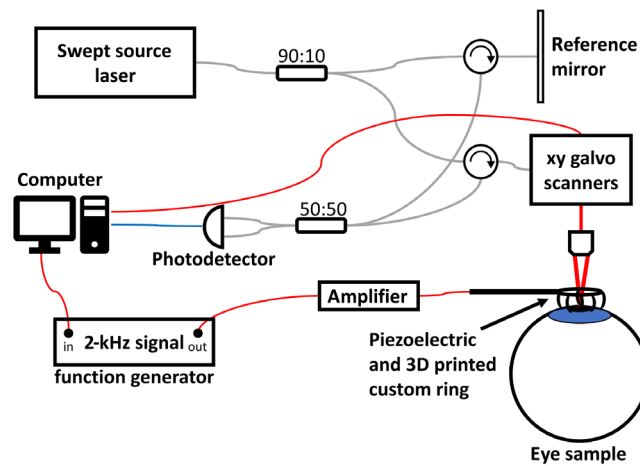 Swept source
laser
90:10
Reference
mirror
xy galvo
scanners
Computer
50:50
Photodetector
Amplifier
in 2-kHz signal out
function generator
Piezoelectric
and 3D printed
custom ring
Eye sample